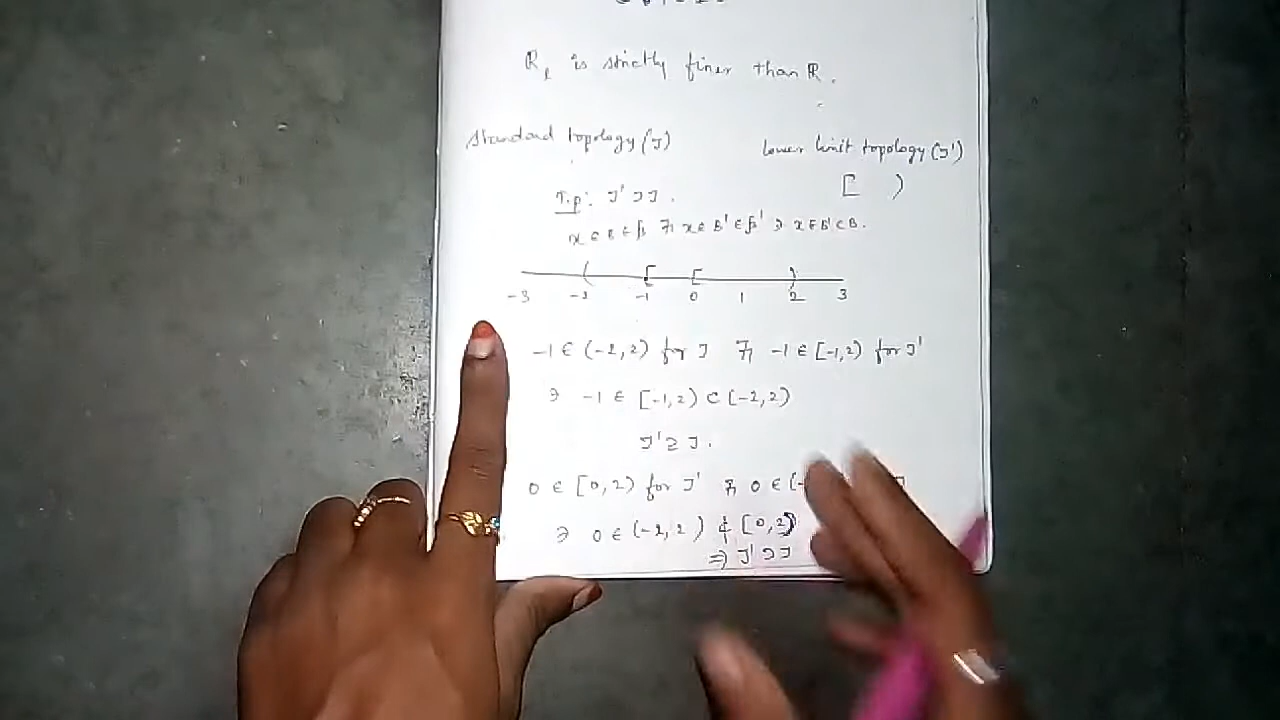 ℝₗ is strictly finer than ℝ.
Standard topology (J)
Lower limit topology (J')
[ )
T.p: J' ⊃ J.
x ∈ B ∈ β ∃ x ∈ B' ∈ β' ∋ x ∈ B' ⊂ B.
-3 -2 -1 0 1 2 3
-1 ∈ (-2,2) for J ∃ -1 ∈ [-1,2) for J'
∋ -1 ∈ [-1,2) ⊂ (-2,2)
J' ⊇ J.
0 ∈ [0,2) for J' ∃ 0 ∈ (-
∋ 0 ∈ (-2,2) ⊄ [0,2)
⇒ J' ⊃ J